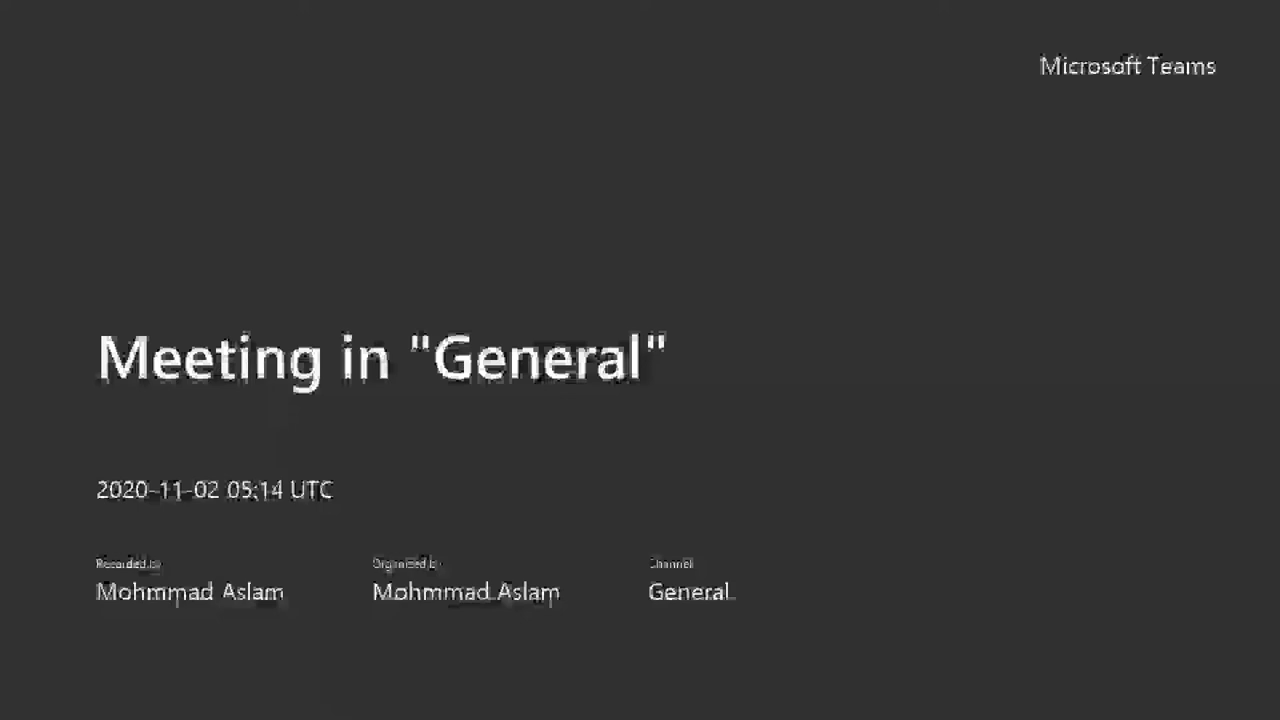 Microsoft Teams
Meeting in "General"
2020-11-02 05:14 UTC
Recorded by Organized by Channel
Mohmmad Aslam Mohmmad Aslam General